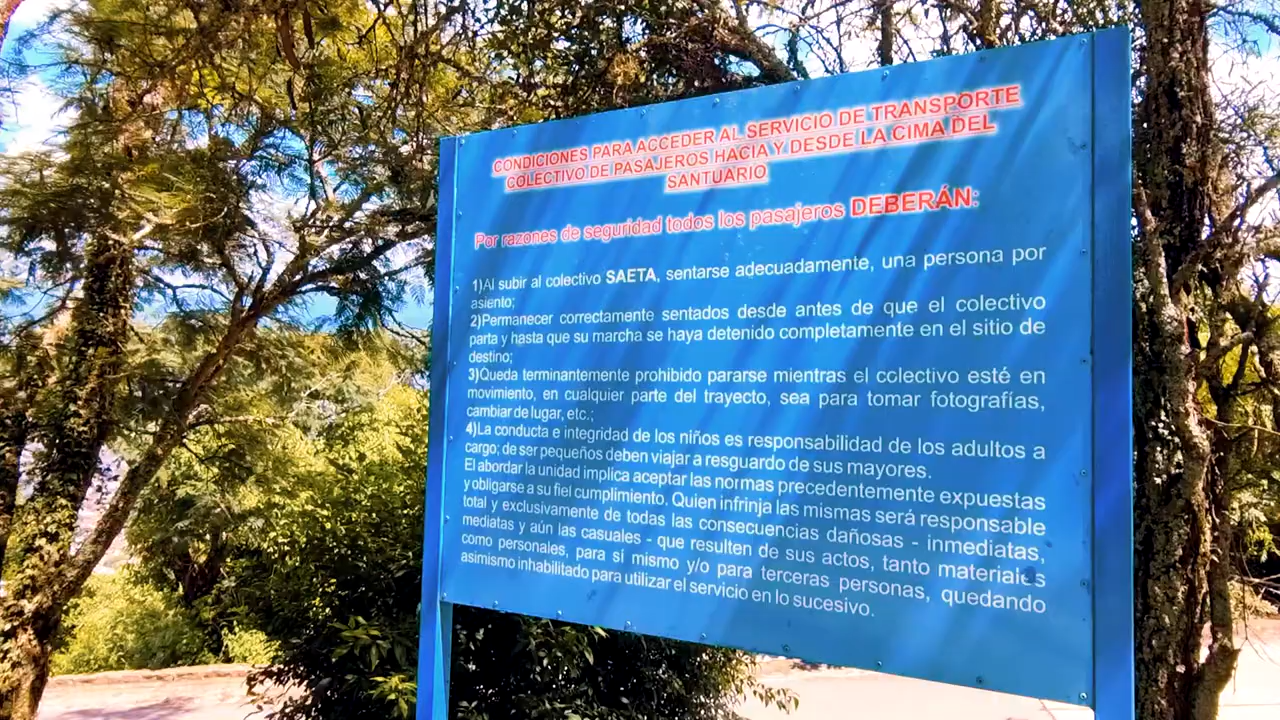 CONDICIONES PARA ACCEDER AL SERVICIO DE TRANSPORTE
COLECTIVO DE PASAJEROS HACIA Y DESDE LA CIMA DEL
SANTUARIO
Por razones de seguridad todos los pasajeros DEBERÁN:
1)Al subir al colectivo SAETA, sentarse adecuadamente, una persona por
asiento;
2)Permanecer correctamente sentados desde antes de que el colectivo
parta y hasta que su marcha se haya detenido completamente en el sitio de
destino;
3)Queda terminantemente prohibido pararse mientras el colectivo esté en
movimiento, en cualquier parte del trayecto, sea para tomar fotografías,
cambiar de lugar, etc.;
4)La conducta e integridad de los niños es responsabilidad de los adultos a
cargo; de ser pequeños deben viajar a resguardo de sus mayores.
El abordar la unidad implica aceptar las normas precedentemente expuestas
y obligarse a su fiel cumplimiento. Quien infrinja las mismas será responsable
total y exclusivamente de todas las consecuencias dañosas - inmediatas,
mediatas y aún las casuales - que resulten de sus actos, tanto materiales
como personales, para sí mismo y/o para terceras personas, quedando
asimismo inhabilitado para utilizar el servicio en lo sucesivo.